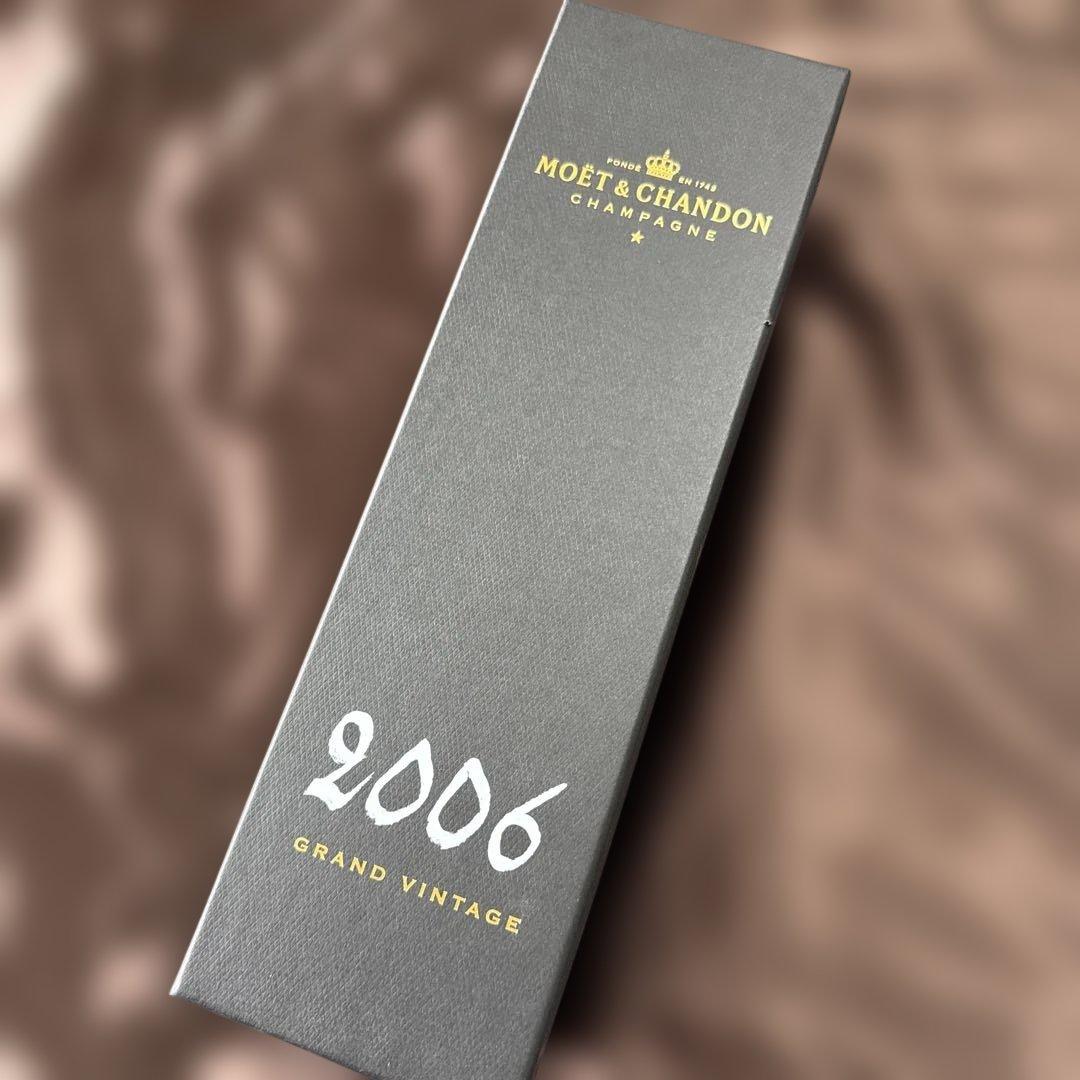 FONDÉ EN 1743
MOËT & CHANDON
CHAMPAGNE
2006
GRAND VINTAGE